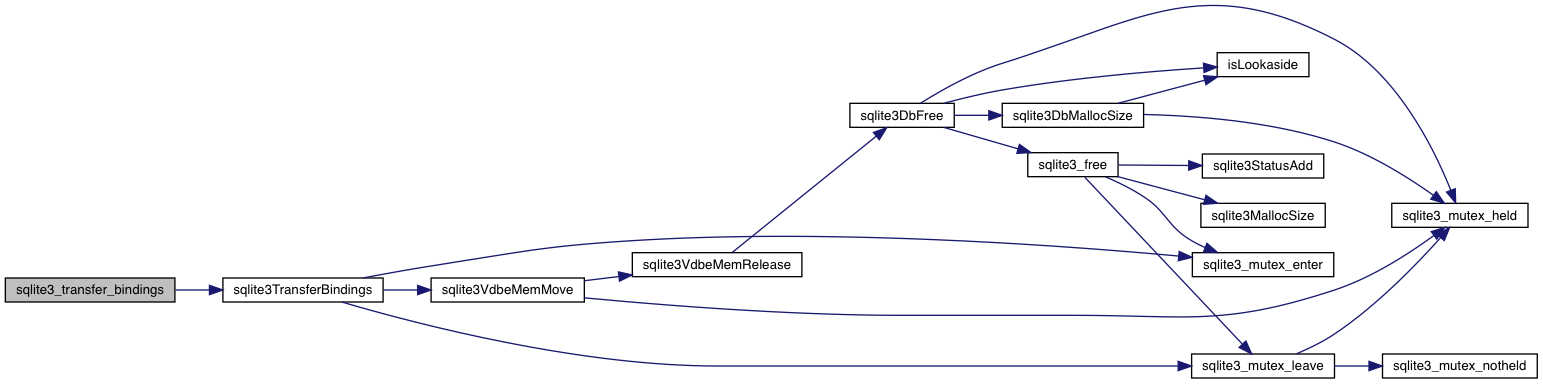 isLookaside
sqlite3DbFree
sqlite3DbMallocSize
sqlite3_free
sqlite3StatusAdd
sqlite3MallocSize
sqlite3_mutex_held
sqlite3VdbeMemRelease
sqlite3_mutex_enter
sqlite3_transfer_bindings
sqlite3TransferBindings
sqlite3VdbeMemMove
sqlite3_mutex_leave
sqlite3_mutex_notheld